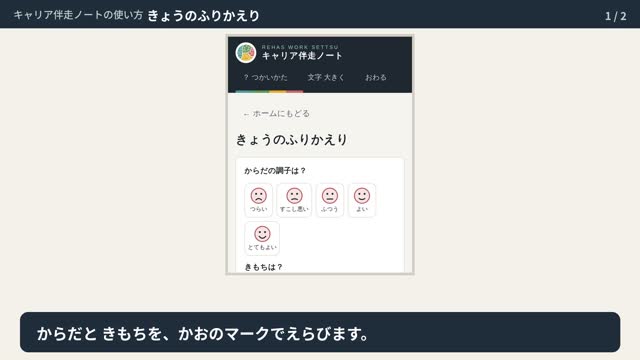 キャリア伴走ノートの使い方 きょうのふりかえり
1 / 2
REHAS WORK SETTSU
キャリア伴走ノート
? つかいかた 文字 大きく おわる
← ホームにもどる
きょうのふりかえり
からだの調子は？
つらい すこし悪い ふつう よい
とてもよい
きもちは？
からだと きもちを、かおのマークでえらびます。